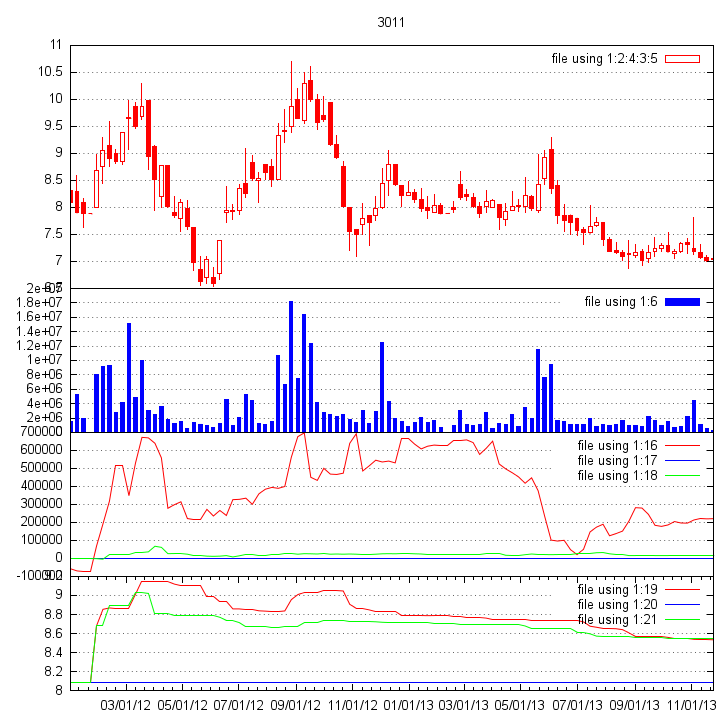 3011
11
file using 1:2:4:3:5
10.5
10
9.5
9
8.5
8
7.5
7
6.5
2e+07
file using 1:6
1.8e+07
1.6e+07
1.4e+07
1.2e+07
1e+07
8e+06
6e+06
4e+06
2e+06
0
700000
file using 1:16
600000
file using 1:17
500000
file using 1:18
400000
300000
200000
100000
0
-100000
9.2
file using 1:19
9
file using 1:20
8.8
file using 1:21
8.6
8.4
8.2
8
03/01/12 05/01/12 07/01/12 09/01/12 11/01/12 01/01/13 03/01/13 05/01/13 07/01/13 09/01/13 11/01/13